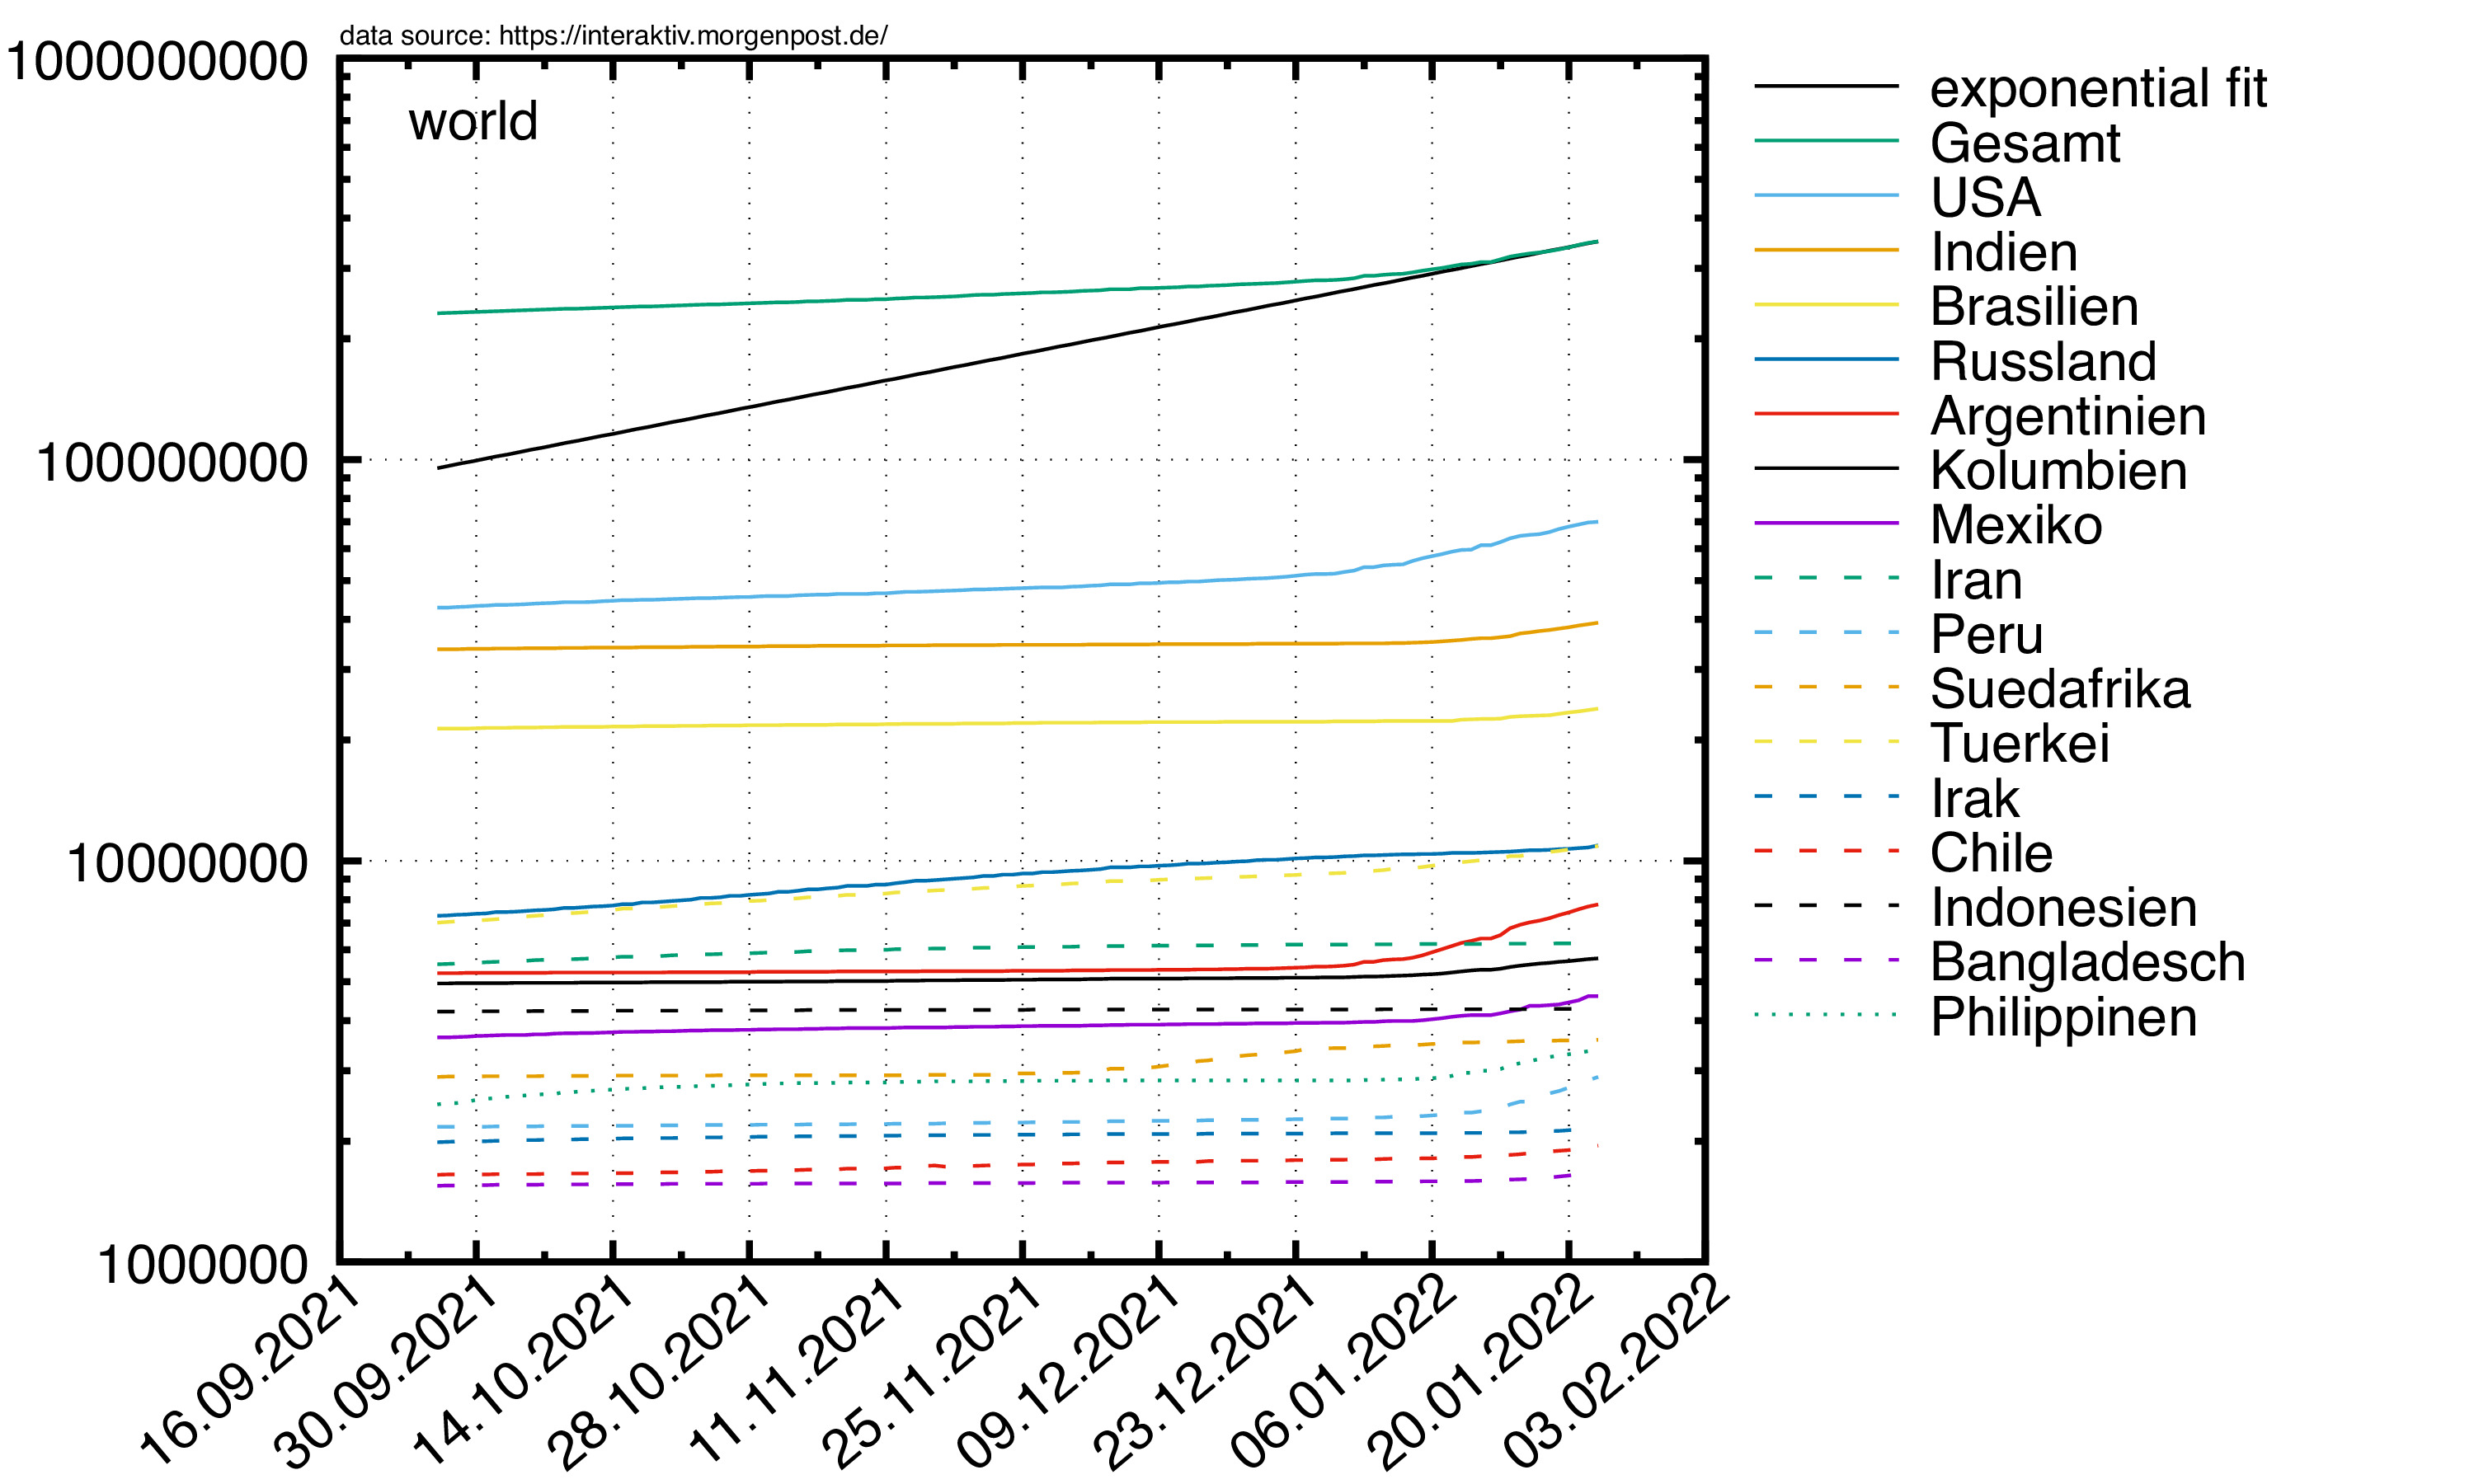 data source: https://interaktiv.morgenpost.de/
1000000000
100000000
10000000
1000000
world
exponential fit
Gesamt
USA
Indien
Brasilien
Russland
Argentinien
Kolumbien
Mexiko
Iran
Peru
Suedafrika
Tuerkei
Irak
Chile
Indonesien
Bangladesch
Philippinen
16.09.2021
30.09.2021
14.10.2021
28.10.2021
11.11.2021
25.11.2021
09.12.2021
23.12.2021
06.01.2022
20.01.2022
03.02.2022